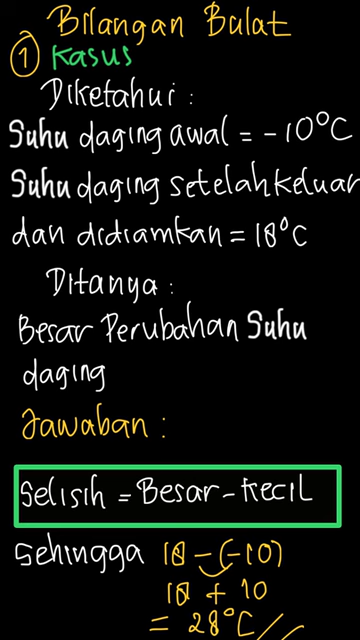 Bilangan Bulat
① Kasus
Diketahui :
Suhu daging awal = -10°C
Suhu daging setelah keluar
dan didiamkan = 18°C
Ditanya :
Besar Perubahan Suhu
daging
Jawaban :
Selisih = Besar - Kecil
Sehingga 18 - (-10)
18 + 10
= 28°C //